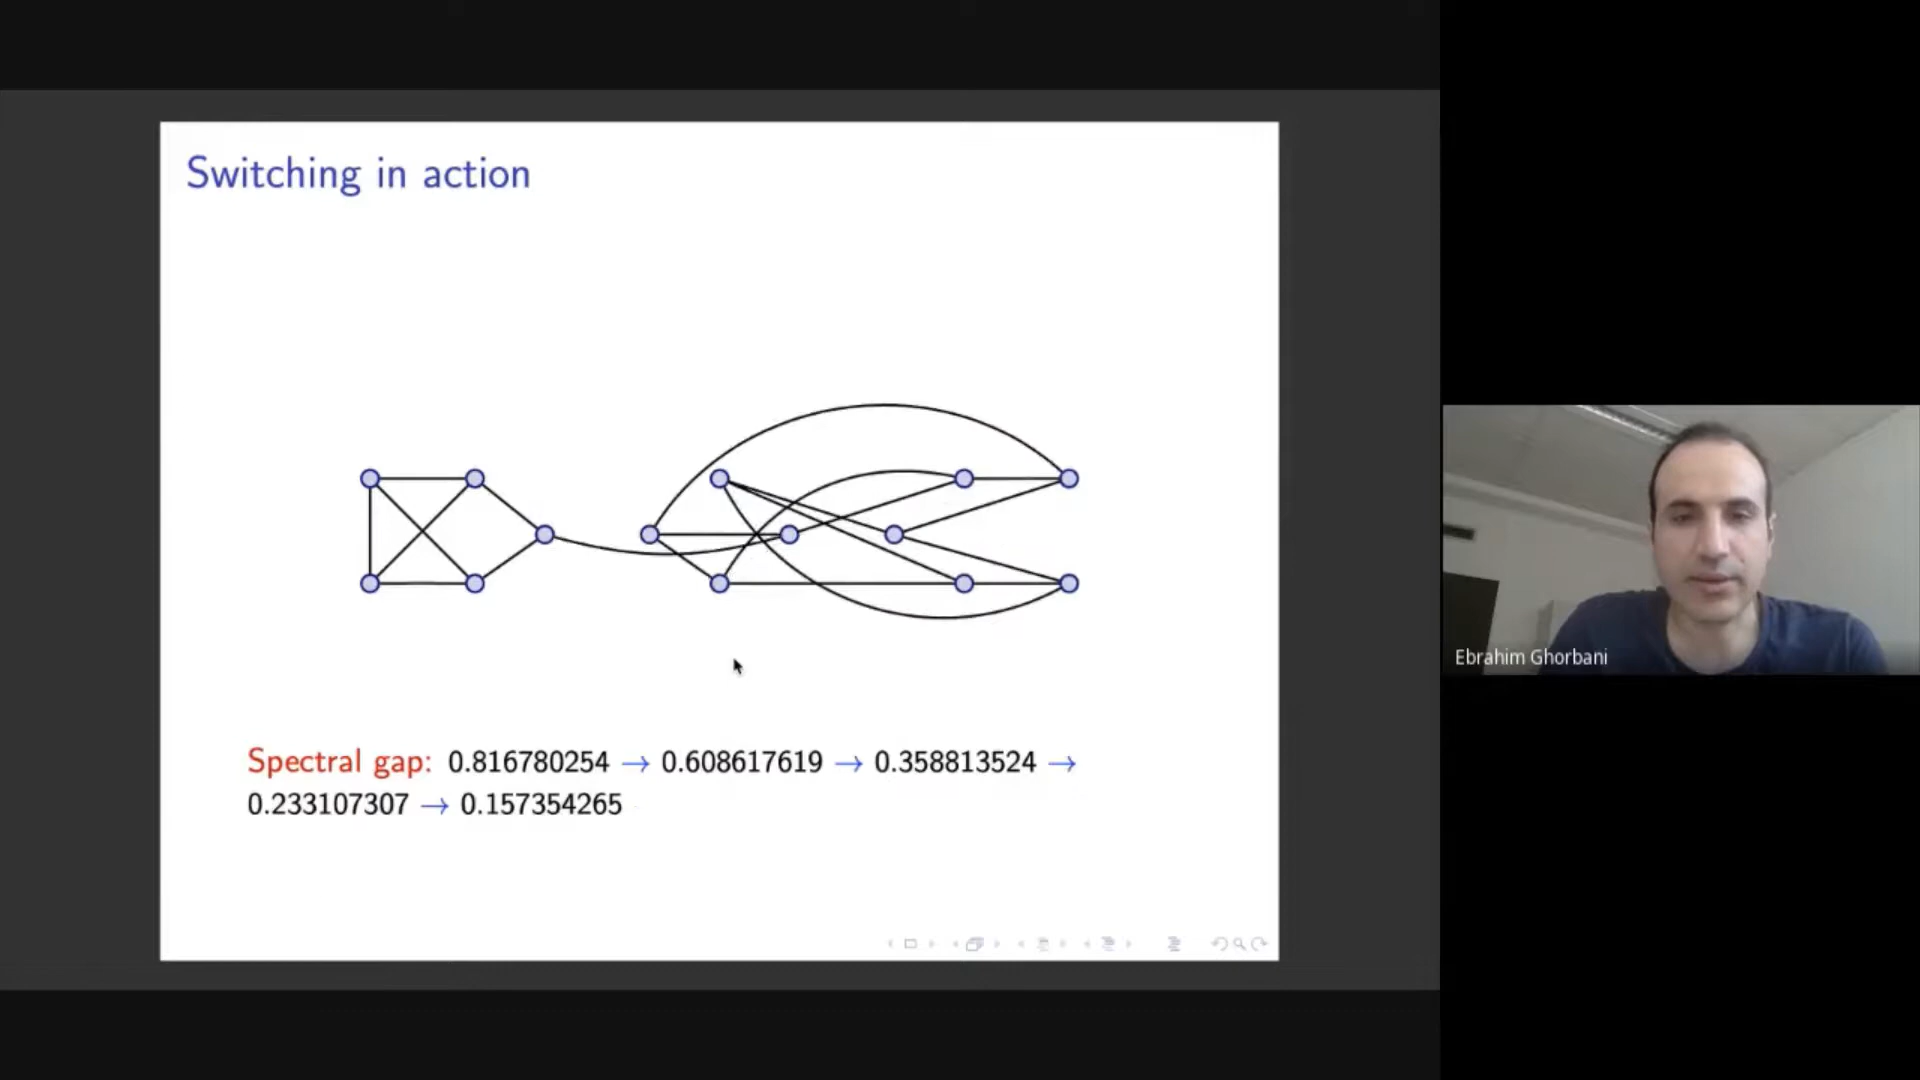 Switching in action
Spectral gap: 0.816780254 → 0.608617619 → 0.358813524 →
0.233107307 → 0.157354265
Ebrahim Ghorbani